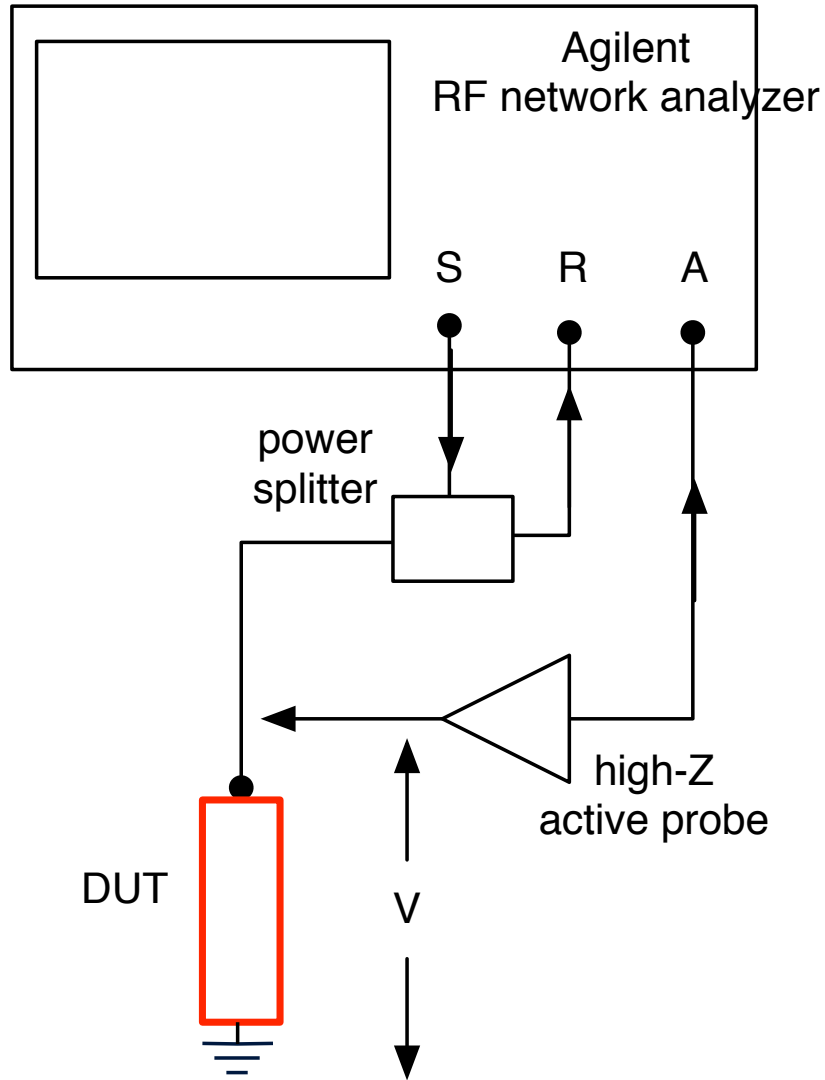 Agilent
RF network analyzer
S R A
power
splitter
high-Z
active probe
DUT
V